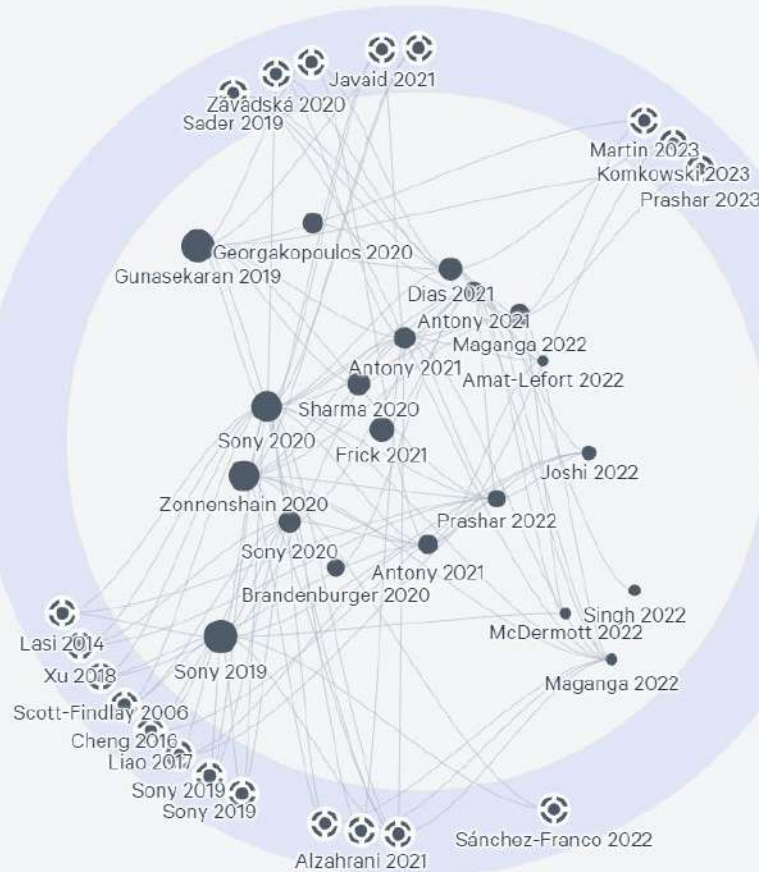 Javaid 2021
Závadská 2020
Sader 2019
Martin 2023
Komkowski 2023
Prashar 2023
Georgakopoulos 2020
Gunasekaran 2019
Dias 2021
Antony 2021
Maganga 2022
Antony 2021
Amat-Lefort 2022
Sharma 2020
Sony 2020
Frick 2021
Joshi 2022
Zonnenshain 2020
Prashar 2022
Sony 2020
Antony 2021
Brandenburger 2020
Singh 2022
McDermott 2022
Lasi 2014
Sony 2019
Xu 2018
Maganga 2022
Scott-Findlay 2006
Cheng 2016
Liao 2017
Sony 2019
Sony 2019
Sánchez-Franco 2022
Alzahrani 2021